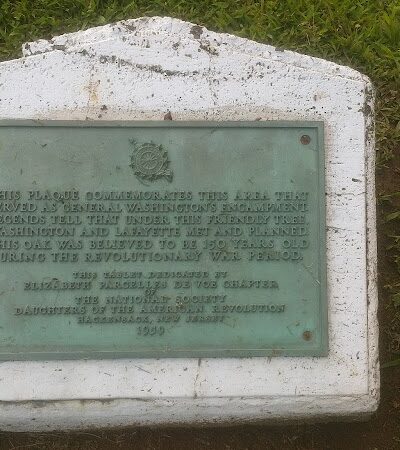 HIS PLAQUE COMMEMORATES THIS AREA THAT
ERVED AS GENERAL WASHINGTON'S ENCAMPMENT.
EGENDS TELL THAT UNDER THIS FRIENDLY TREE,
WASHINGTON AND LAFAYETTE MET AND PLANNED.
HIS OAK WAS BELIEVED TO BE 150 YEARS OLD
URING THE REVOLUTIONARY WAR PERIOD.
THIS TABLET DEDICATED BY
ELIZABETH PARCELLES DE VOE CHAPTER
OF
THE NATIONAL SOCIETY
DAUGHTERS OF THE AMERICAN REVOLUTION
HACKENSACK, NEW JERSEY